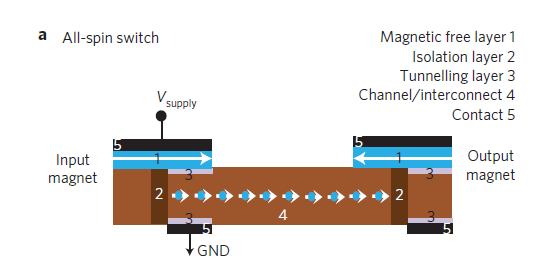 a All-spin switch
Magnetic free layer 1
Isolation layer 2
Tunnelling layer 3
Channel/interconnect 4
Contact 5
Vsupply
5
5
Input
magnet
1
1
Output
magnet
3
3
2
2
3
4
3
5
5
GND